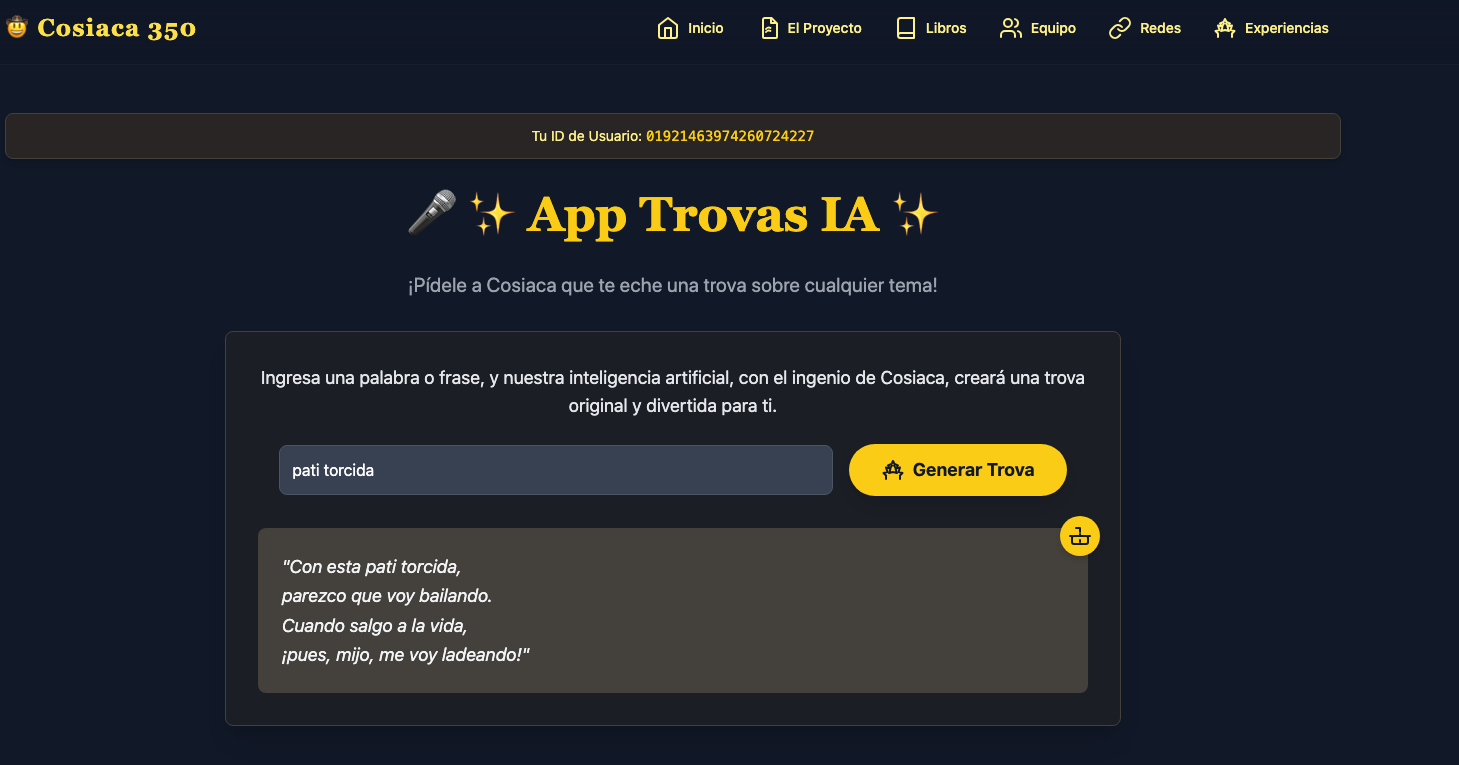 Cosiaca 350
Inicio
El Proyecto
Libros
Equipo
Redes
Experiencias
Tu ID de Usuario: 01921463974260724227
App Trovas IA
¡Pídele a Cosiaca que te eche una trova sobre cualquier tema!
Ingresa una palabra o frase, y nuestra inteligencia artificial, con el ingenio de Cosiaca, creará una trova
original y divertida para ti.
pati torcida
Generar Trova
"Con esta pati torcida,
parezco que voy bailando.
Cuando salgo a la vida,
¡pues, mijo, me voy ladeando!"